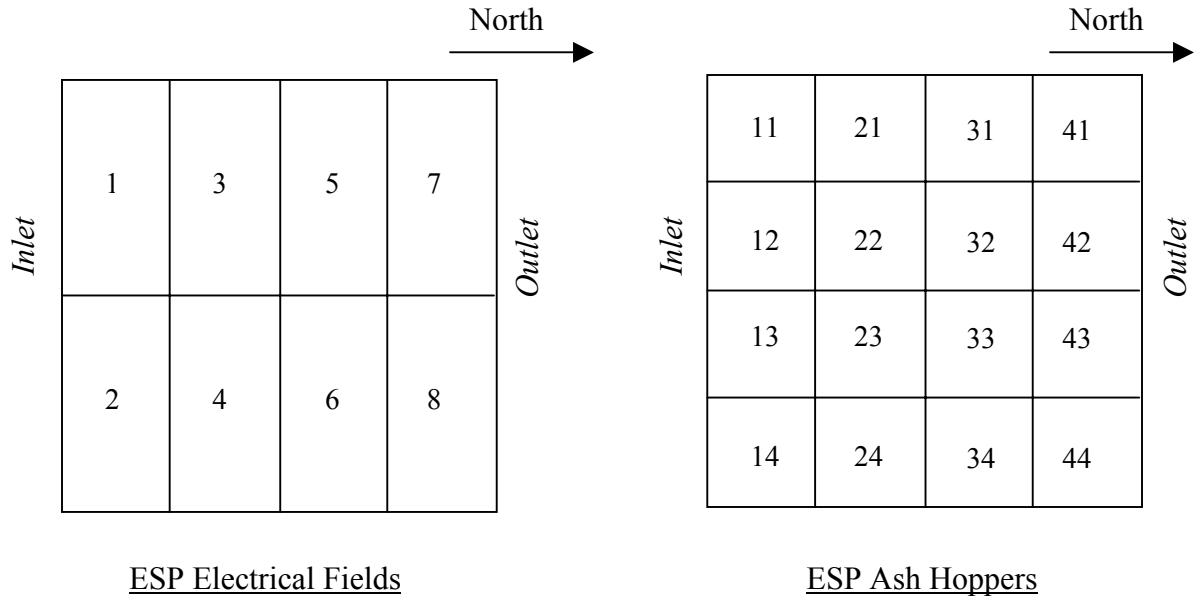 North
North
1 3 5 7
2 4 6 8
Inlet
Outlet
11 21 31 41
12 22 32 42
13 23 33 43
14 24 34 44
Inlet
Outlet
ESP Electrical Fields
ESP Ash Hoppers